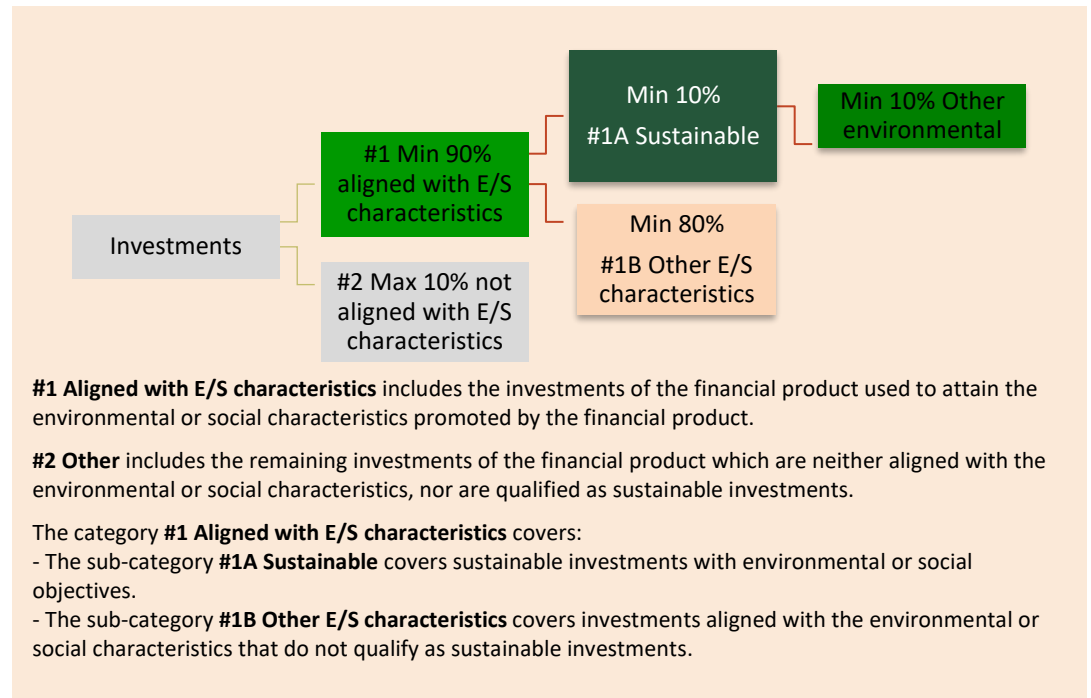 Min 10%
#1A Sustainable
Min 10% Other
environmental
#1 Min 90%
aligned with E/S
characteristics
Investments
Min 80%
#1B Other E/S
characteristics
#2 Max 10% not
aligned with E/S
characteristics
#1 Aligned with E/S characteristics includes the investments of the financial product used to attain the
environmental or social characteristics promoted by the financial product.
#2 Other includes the remaining investments of the financial product which are neither aligned with the
environmental or social characteristics, nor are qualified as sustainable investments.
The category #1 Aligned with E/S characteristics covers:
- The sub-category #1A Sustainable covers sustainable investments with environmental or social
objectives.
- The sub-category #1B Other E/S characteristics covers investments aligned with the environmental or
social characteristics that do not qualify as sustainable investments.